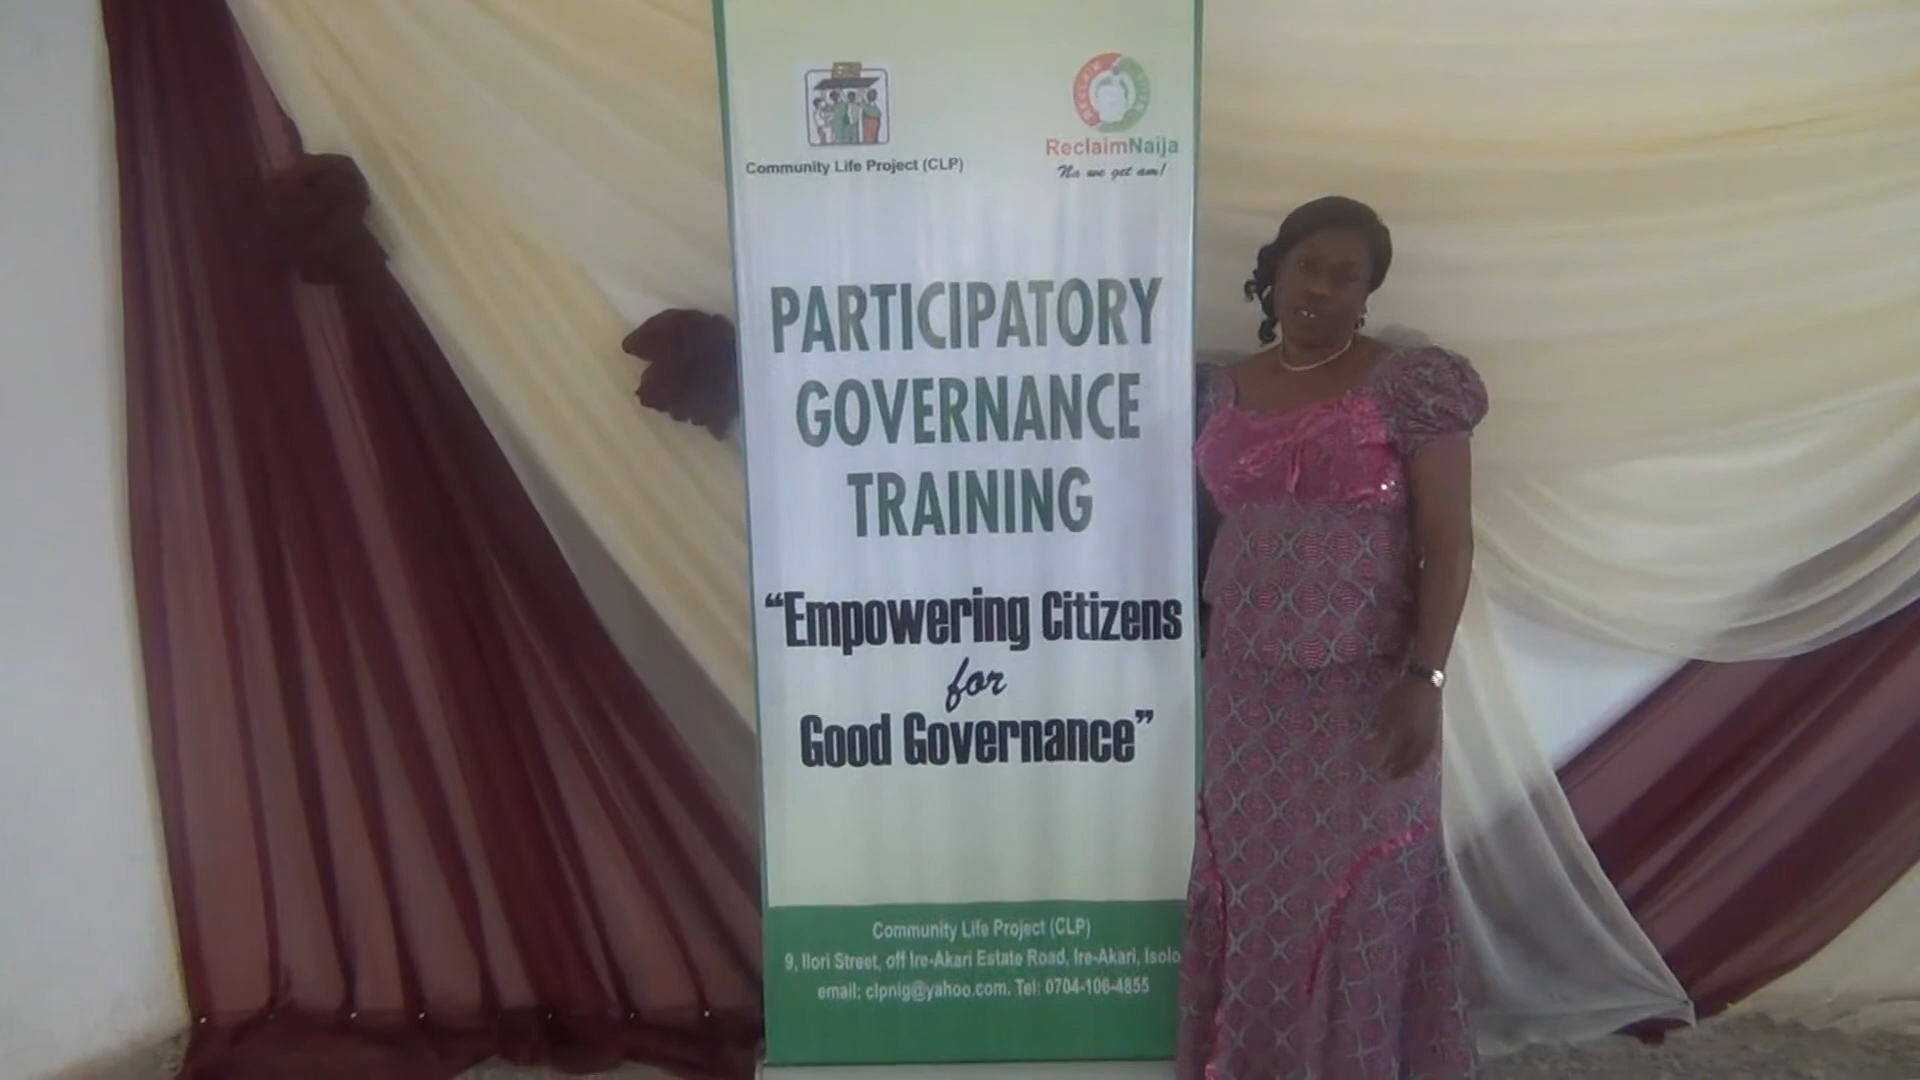 Community Life Project (CLP)
RECLAIM NAIJA
ReclaimNaija
Na we get am!
PARTICIPATORY
GOVERNANCE
TRAINING
“Empowering Citizens
for
Good Governance”
Community Life Project (CLP)
9, Ilori Street, off Ire-Akari Estate Road, Ire-Akari, Isolo
email: clpnig@yahoo.com. Tel: 0704-106-4855